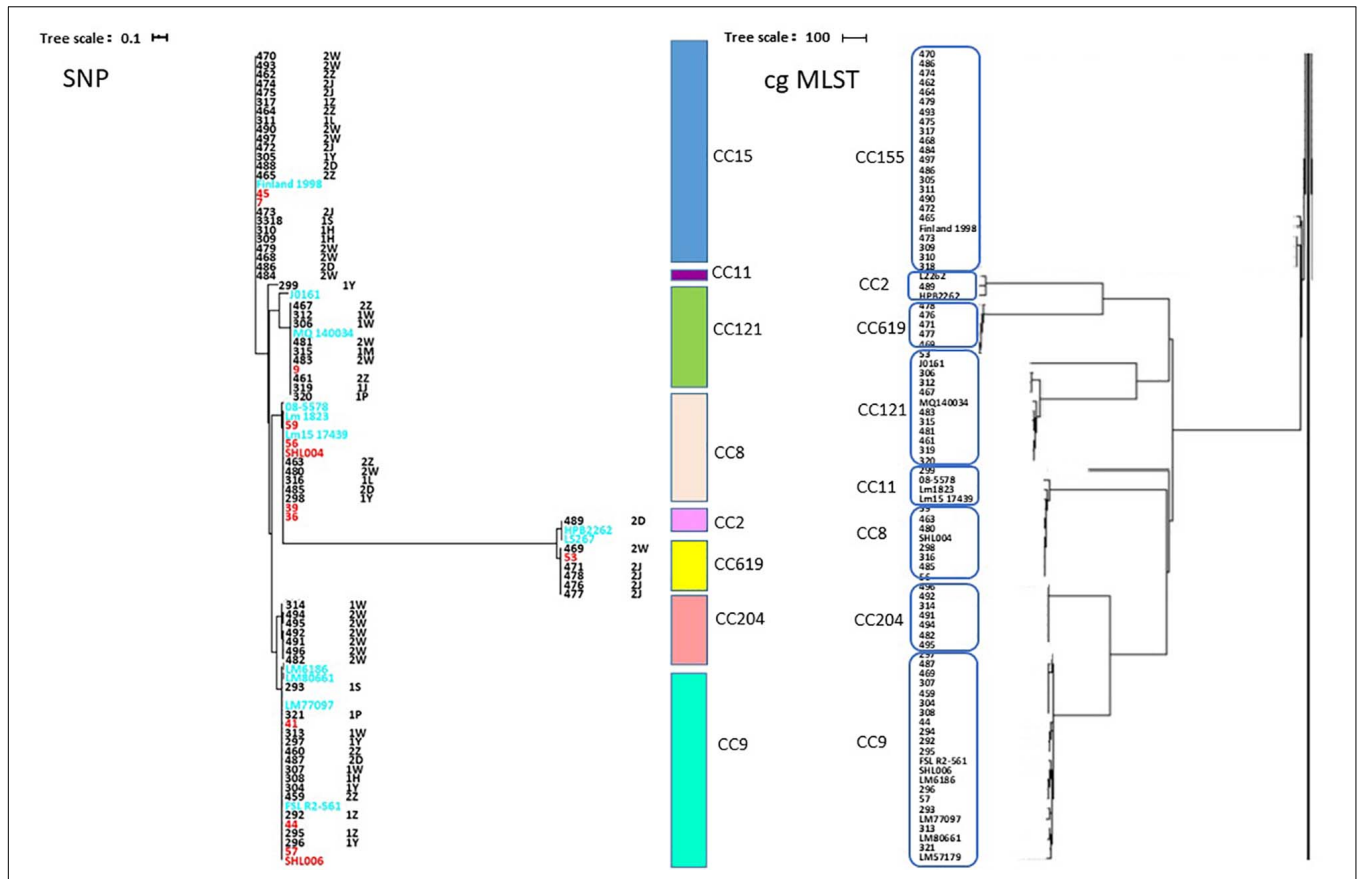 Tree scale: 0.1
SNP
470 2W
493 2W
462 2Z
474 2J
475 2J
317 1Z
464 2Z
311 1L
490 2W
497 2W
472 2J
305 1Y
488 2D
465 2Z
Finland 1998
45
7
473 2J
3318 1S
310 1H
309 1H
479 2W
468 2W
486 2D
484 2W
299 1Y
J0161
467 2Z
312 1W
306 1W
MQ 140034
481 2W
315 1M
483 2W
9
461 2Z
319 1J
320 1P
08-5578
Lm 1823
59
Lm15 17439
56
SHL004
463 2Z
480 2W
316 1L
485 2D
298 1Y
39
36
489 2D
HPB2262
469 2W
53
471 2J
478 2J
476 2J
477 2J
314 1W
494 2W
495 2W
492 2W
491 2W
496 2W
482 2W
LM6186
LM80661
293 1S
LM77097
321 1P
41
313 1W
297 1Y
460 2Z
487 2D
307 1W
308 1H
304 1Y
459 2Z
FSL R2-561
292 1Z
44
295 1Z
296 1Y
57
SHL006
CC15
CC11
CC121
CC8
CC2
CC619
CC204
CC9
Tree scale: 100
cg MLST
CC155
470
486
474
462
464
479
493
475
317
468
484
497
486
305
311
490
472
465
Finland 1998
473
309
310
318
CC2
L2262
489
HPB2262
CC619
478
476
471
477
469
CC121
53
J0161
306
312
467
MQ140034
483
315
481
461
319
320
CC11
299
08-5578
Lm1823
Lm15 17439
CC8
39
463
480
SHL004
298
316
485
56
CC204
496
492
314
491
494
482
495
CC9
297
487
469
307
459
304
308
44
294
292
295
FSL R2-561
SHL006
LM6186
296
57
293
LM77097
313
LM80661
321
LM57179